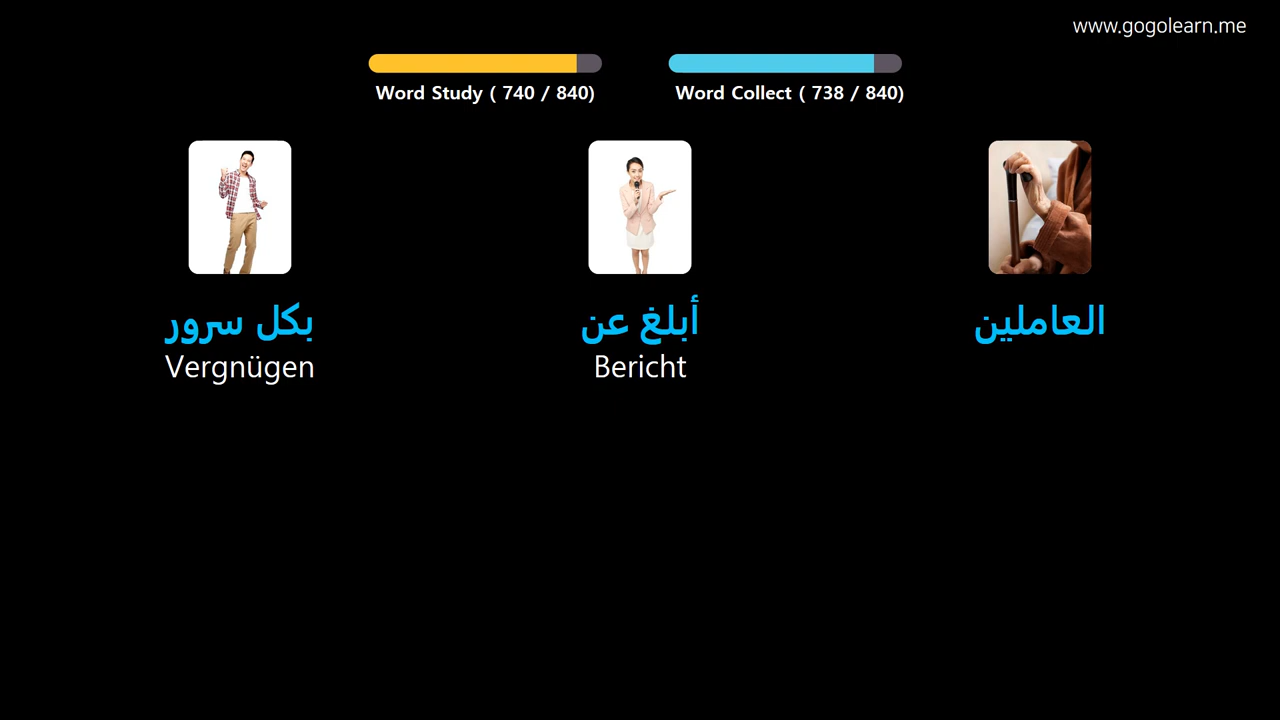 www.gogolearn.me
Word Study ( 740 / 840)
Word Collect ( 738 / 840)
بكل سرور
Vergnügen
أبلغ عن
Bericht
العاملين